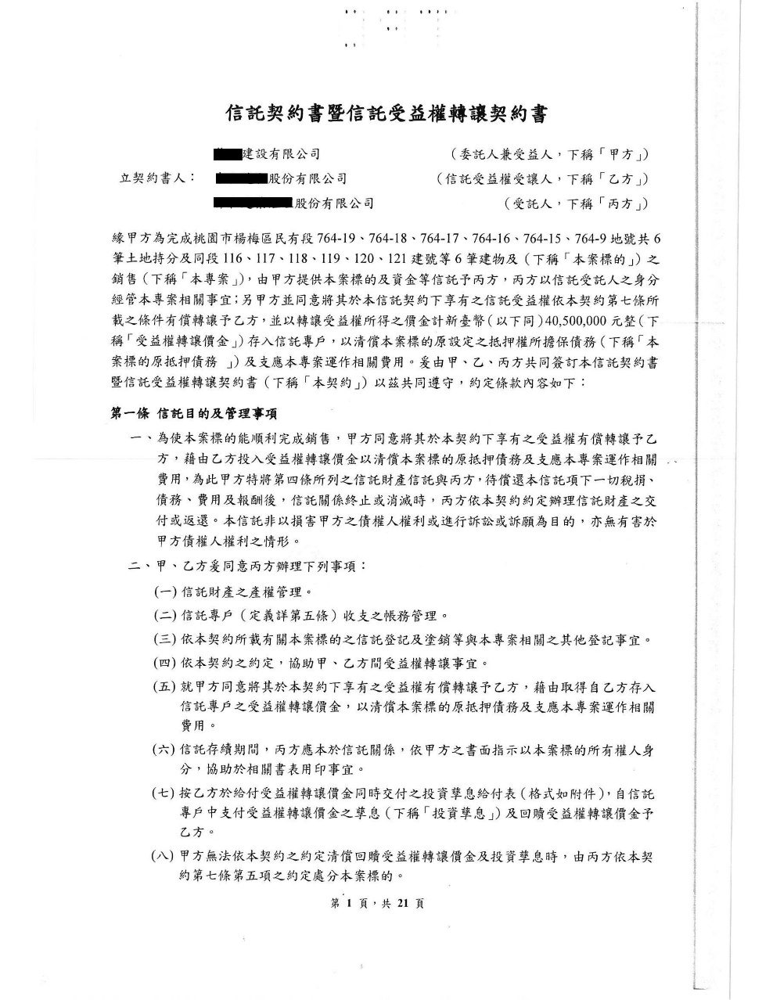 信託契約書暨信託受益權轉讓契約書
建設有限公司 （委託人兼受益人，下稱「甲方」）
立契約書人： 股份有限公司 （信託受益權受讓人，下稱「乙方」）
股份有限公司 （受託人，下稱「丙方」）
緣甲方為完成桃園市楊梅區民有段 764-19、764-18、764-17、764-16、764-15、764-9 地號共 6
筆土地持分及同段 116、117、118、119、120、121 建號等 6 筆建物及（下稱「本案標的」）之
銷售（下稱「本專案」），由甲方提供本案標的及資金等信託予丙方，丙方以信託受託人之身分
經管本專案相關事宜；另甲方並同意將其於本信託契約下享有之信託受益權依本契約第七條所
載之條件有償轉讓予乙方，並以轉讓受益權所得之價金計新臺幣（以下同）40,500,000 元整（下
稱「受益權轉讓價金」）存入信託專戶，以清償本案標的原設定之抵押權所擔保債務（下稱「本
案標的原抵押債務 」）及支應本專案運作相關費用。爰由甲、乙、丙方共同簽訂本信託契約書
暨信託受益權轉讓契約書（下稱「本契約」）以茲共同遵守，約定條款內容如下：
第一條 信託目的及管理事項
一、為使本案標的能順利完成銷售，甲方同意將其於本契約下享有之受益權有償轉讓予乙
方，藉由乙方投入受益權轉讓價金以清償本案標的原抵押債務及支應本專案運作相關
費用，為此甲方特將第四條所列之信託財產信託與丙方，待償還本信託項下一切稅捐、
債務、費用及報酬後，信託關係終止或消滅時，丙方依本契約約定辦理信託財產之交
付或返還。本信託非以損害甲方之債權人權利或進行訴訟或訴願為目的，亦無有害於
甲方債權人權利之情形。
二、甲、乙方爰同意丙方辦理下列事項：
(一) 信託財產之產權管理。
(二) 信託專戶（定義詳第五條）收支之帳務管理。
(三) 依本契約所載有關本案標的之信託登記及塗銷等與本專案相關之其他登記事宜。
(四) 依本契約之約定，協助甲、乙方間受益權轉讓事宜。
(五) 就甲方同意將其於本契約下享有之受益權有償轉讓予乙方，藉由取得自乙方存入
信託專戶之受益權轉讓價金，以清償本案標的原抵押債務及支應本專案運作相關
費用。
(六) 信託存續期間，丙方應本於信託關係，依甲方之書面指示以本案標的所有權人身
分，協助於相關書表用印事宜。
(七) 按乙方於給付受益權轉讓價金同時交付之投資孳息給付表（格式如附件），自信託
專戶中支付受益權轉讓價金之孳息（下稱「投資孳息」）及回贖受益權轉讓價金予
乙方。
(八) 甲方無法依本契約之約定清償回贖受益權轉讓價金及投資孳息時，由丙方依本契
約第七條第五項之約定處分本案標的。
第 1 頁，共 21 頁